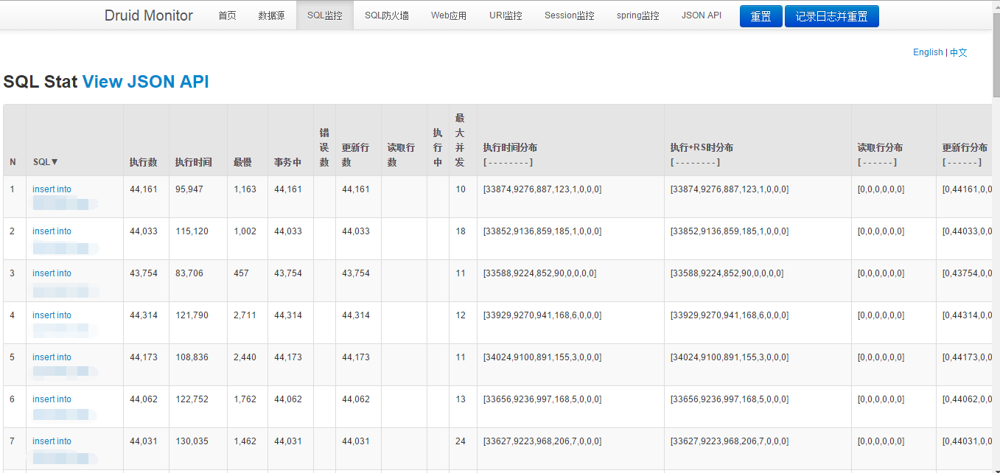 Druid Monitor 首页 数据源 SQL监控 SQL防火墙 Web应用 URI监控 Session监控 spring监控 JSON API 重置 记录日志并重置
English | 中文
SQL Stat View JSON API
N SQL▼ 执行数 执行时间 最慢 事务中 错误数 更新行数 读取行数 执行中 最大并发 执行时间分布 [ - - - - - - - - ] 执行+RS时分布 [ - - - - - - - - ] 读取行分布 [ - - - - - - ] 更新行分布 [ - - - - - - ]
1 insert into 44,161 95,947 1,163 44,161 44,161 10 [33874,9276,887,123,1,0,0,0] [33874,9276,887,123,1,0,0,0] [0,0,0,0,0,0] [0,44161,0,0
2 insert into 44,033 115,120 1,002 44,033 44,033 18 [33852,9136,859,185,1,0,0,0] [33852,9136,859,185,1,0,0,0] [0,0,0,0,0,0] [0,44033,0,0
3 insert into 43,754 83,706 457 43,754 43,754 11 [33588,9224,852,90,0,0,0,0] [33588,9224,852,90,0,0,0,0] [0,0,0,0,0,0] [0,43754,0,0
4 insert into 44,314 121,790 2,711 44,314 44,314 12 [33929,9270,941,168,6,0,0,0] [33929,9270,941,168,6,0,0,0] [0,0,0,0,0,0] [0,44314,0,0
5 insert into 44,173 108,836 2,440 44,173 44,173 11 [34024,9100,891,155,3,0,0,0] [34024,9100,891,155,3,0,0,0] [0,0,0,0,0,0] [0,44173,0,0
6 insert into 44,062 122,752 1,762 44,062 44,062 13 [33656,9236,997,168,5,0,0,0] [33656,9236,997,168,5,0,0,0] [0,0,0,0,0,0] [0,44062,0,0
7 insert into 44,031 130,035 1,462 44,031 44,031 24 [33627,9223,968,206,7,0,0,0] [33627,9223,968,206,7,0,0,0] [0,0,0,0,0,0] [0,44031,0,0